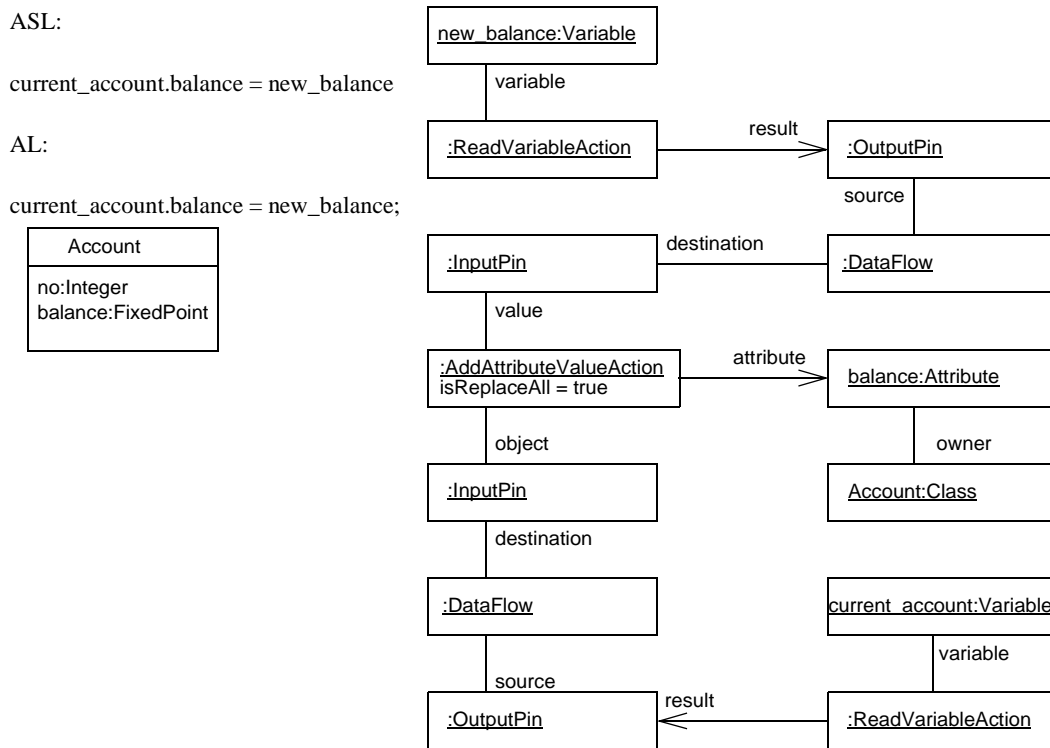 ASL:
current_account.balance = new_balance
AL:
current_account.balance = new_balance;
Account
no:Integer
balance:FixedPoint
new_balance:Variable
variable
:ReadVariableAction
result
:OutputPin
source
:InputPin
destination
:DataFlow
value
:AddAttributeValueAction
isReplaceAll = true
attribute
balance:Attribute
object
owner
:InputPin
Account:Class
destination
:DataFlow
current_account:Variable
variable
source
:OutputPin
result
:ReadVariableAction